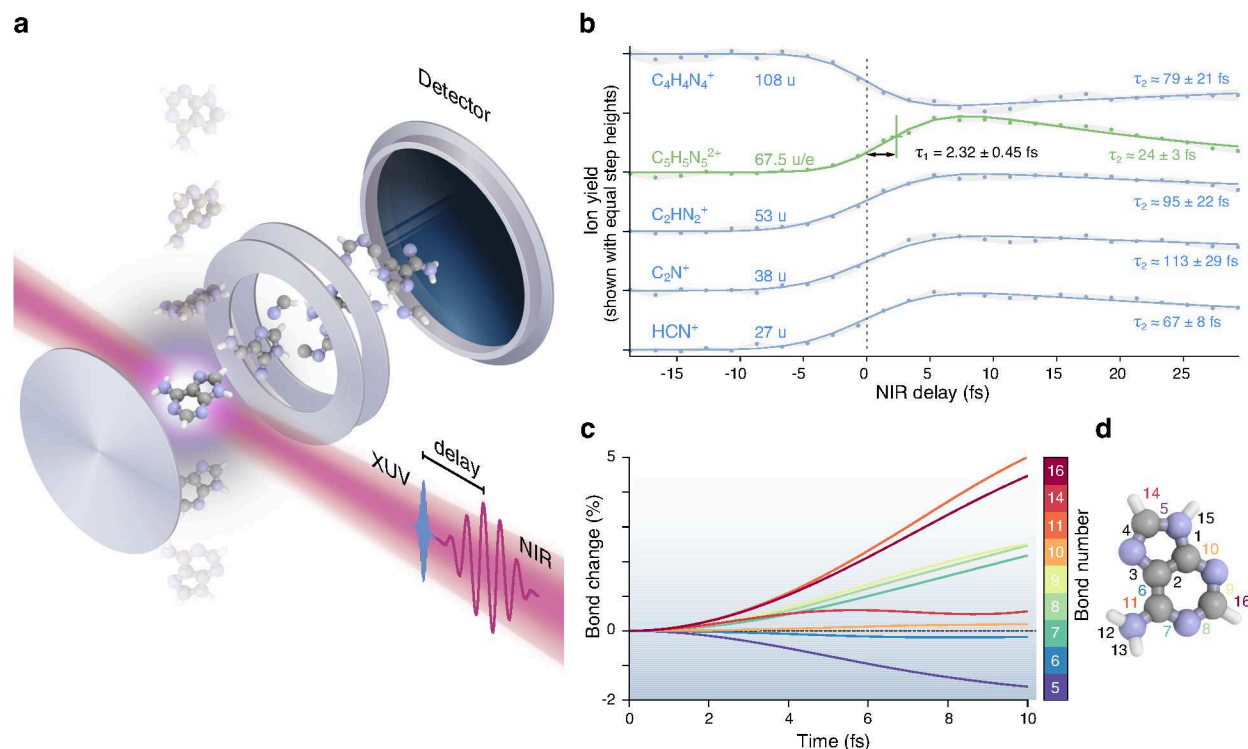 a
Detector
XUV
delay
NIR
b
Ion yield
(shown with equal step heights)
C₄H₄N₄⁺ 108 u τ₂ ≈ 79 ± 21 fs
C₅H₅N₅²⁺ 67.5 u/e τ₁ = 2.32 ± 0.45 fs τ₂ ≈ 24 ± 3 fs
C₂HN₂⁺ 53 u τ₂ ≈ 95 ± 22 fs
C₂N⁺ 38 u τ₂ ≈ 113 ± 29 fs
HCN⁺ 27 u τ₂ ≈ 67 ± 8 fs
-15 -10 -5 0 5 10 15 20 25
NIR delay (fs)
c
Bond change (%)
5
0
-2
0 2 4 6 8 10
Time (fs)
16
14
11
10
9
8
7
6
5
Bond number
d
14
5 15
4 1
10
3 2
6 9
11 16
12
7 8
13